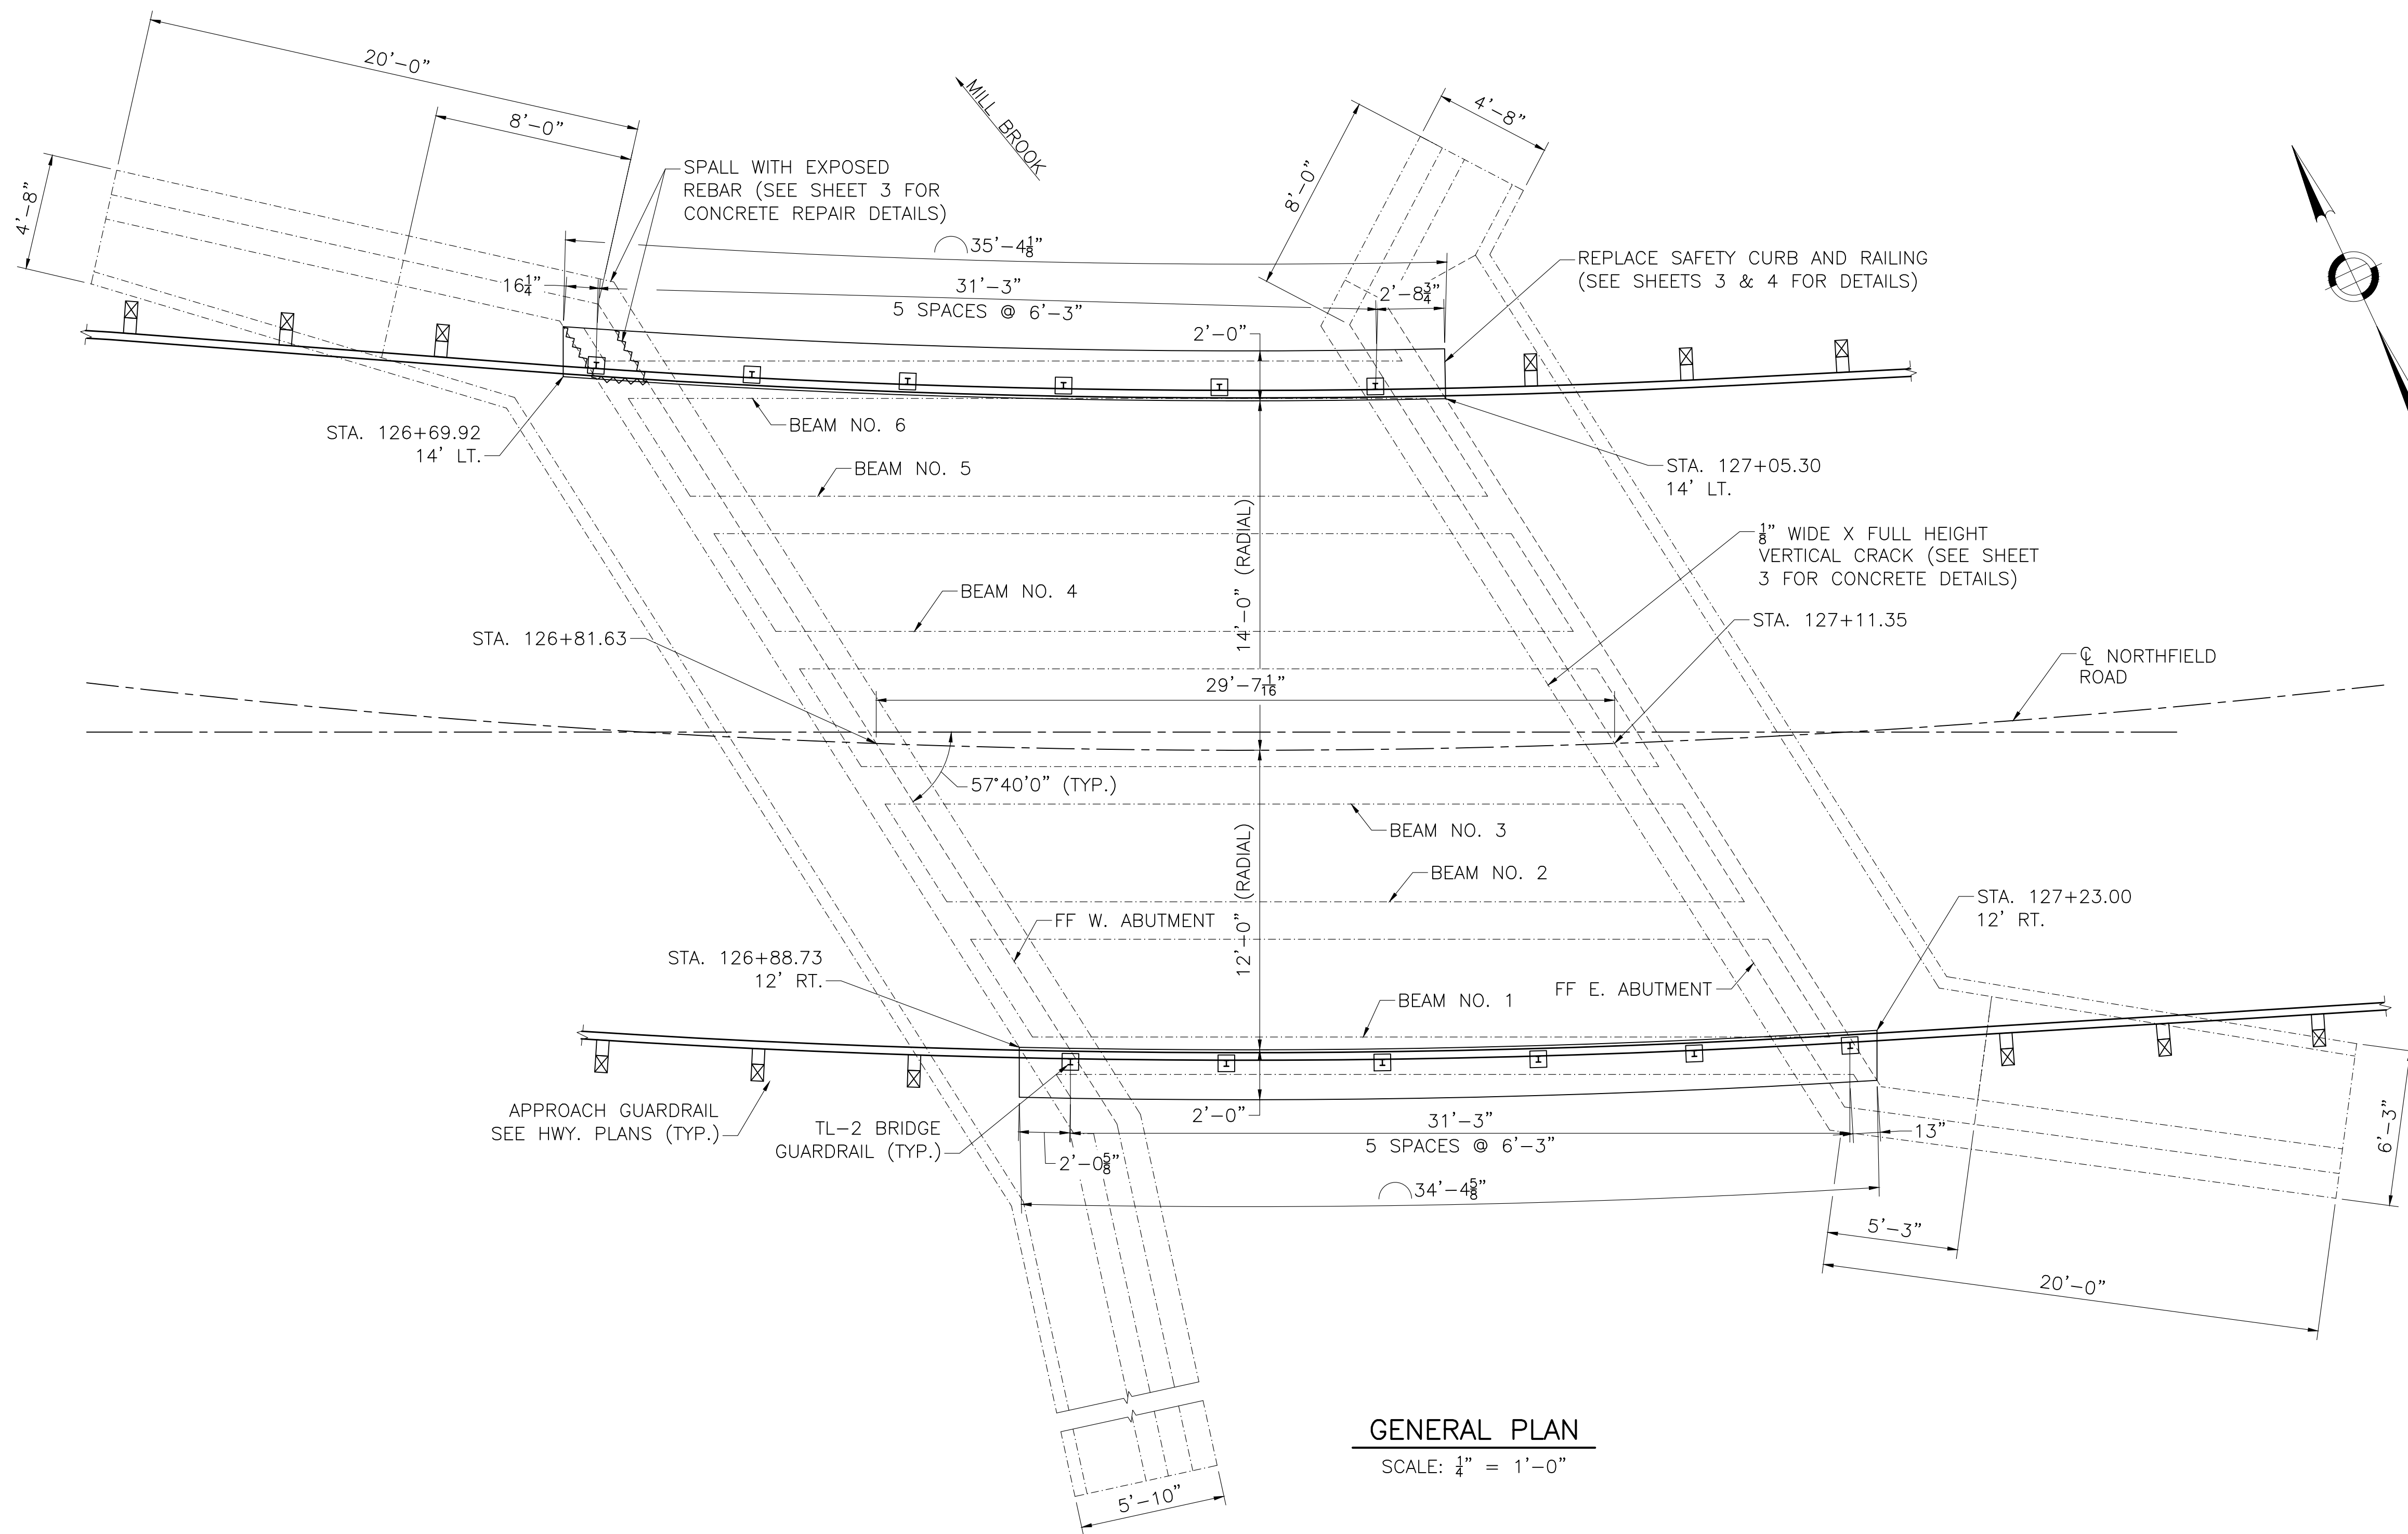 20'-0"
8'-0"
4'-8"
MILL BROOK
4'-8"
8'-0"
SPALL WITH EXPOSED
REBAR (SEE SHEET 3 FOR
CONCRETE REPAIR DETAILS)
35'-4⅛"
16¼"
31'-3"
5 SPACES @ 6'-3"
2'-8¾"
REPLACE SAFETY CURB AND RAILING
(SEE SHEETS 3 & 4 FOR DETAILS)
2'-0"
BEAM NO. 6
STA. 126+69.92
14' LT.
BEAM NO. 5
STA. 127+05.30
14' LT.
14'-0" (RADIAL)
⅛" WIDE X FULL HEIGHT
VERTICAL CRACK (SEE SHEET
3 FOR CONCRETE DETAILS)
BEAM NO. 4
STA. 127+11.35
STA. 126+81.63
℄ NORTHFIELD
ROAD
29'-7 1/16"
57°40'0" (TYP.)
BEAM NO. 3
BEAM NO. 2
12'-0" (RADIAL)
STA. 127+23.00
12' RT.
FF W. ABUTMENT
STA. 126+88.73
12' RT.
FF E. ABUTMENT
BEAM NO. 1
APPROACH GUARDRAIL
SEE HWY. PLANS (TYP.)
TL-2 BRIDGE
GUARDRAIL (TYP.)
2'-0"
31'-3"
5 SPACES @ 6'-3"
13"
2'-0⅝"
34'-4⅝"
6'-3"
5'-3"
20'-0"
5'-10"
GENERAL PLAN
SCALE: ¼" = 1'-0"